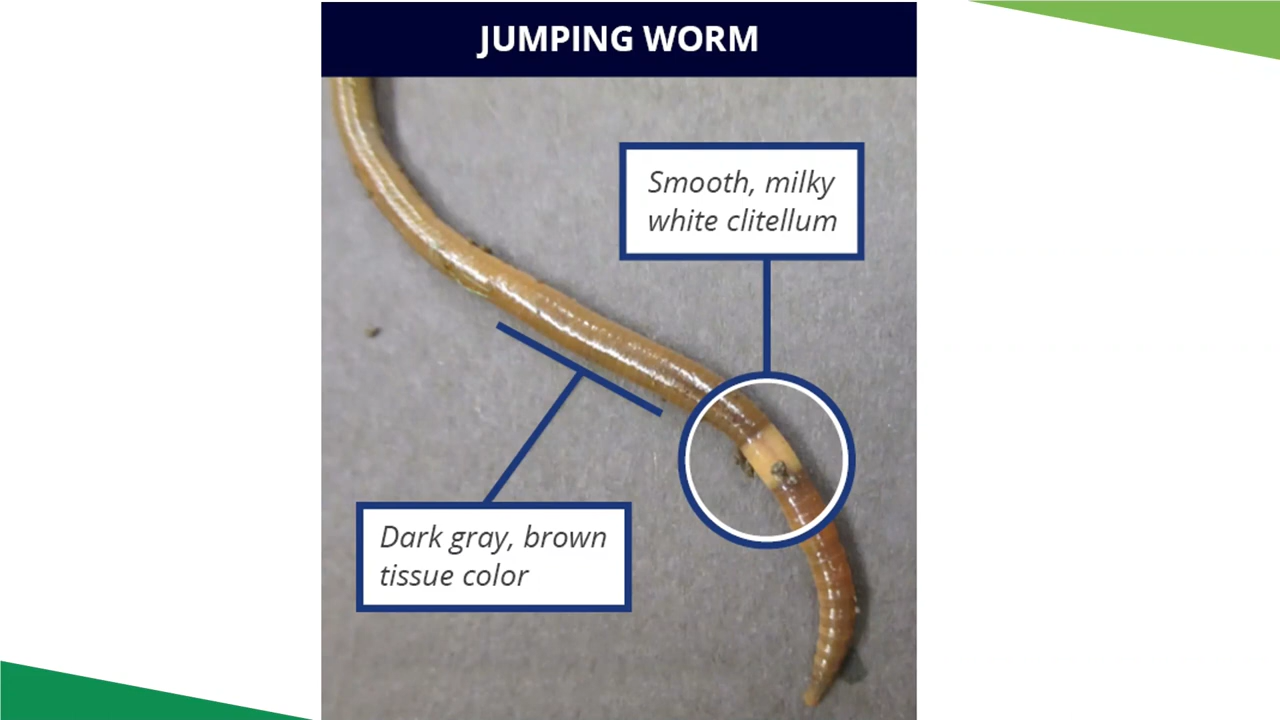 JUMPING WORM
Smooth, milky
white clitellum
Dark gray, brown
tissue color